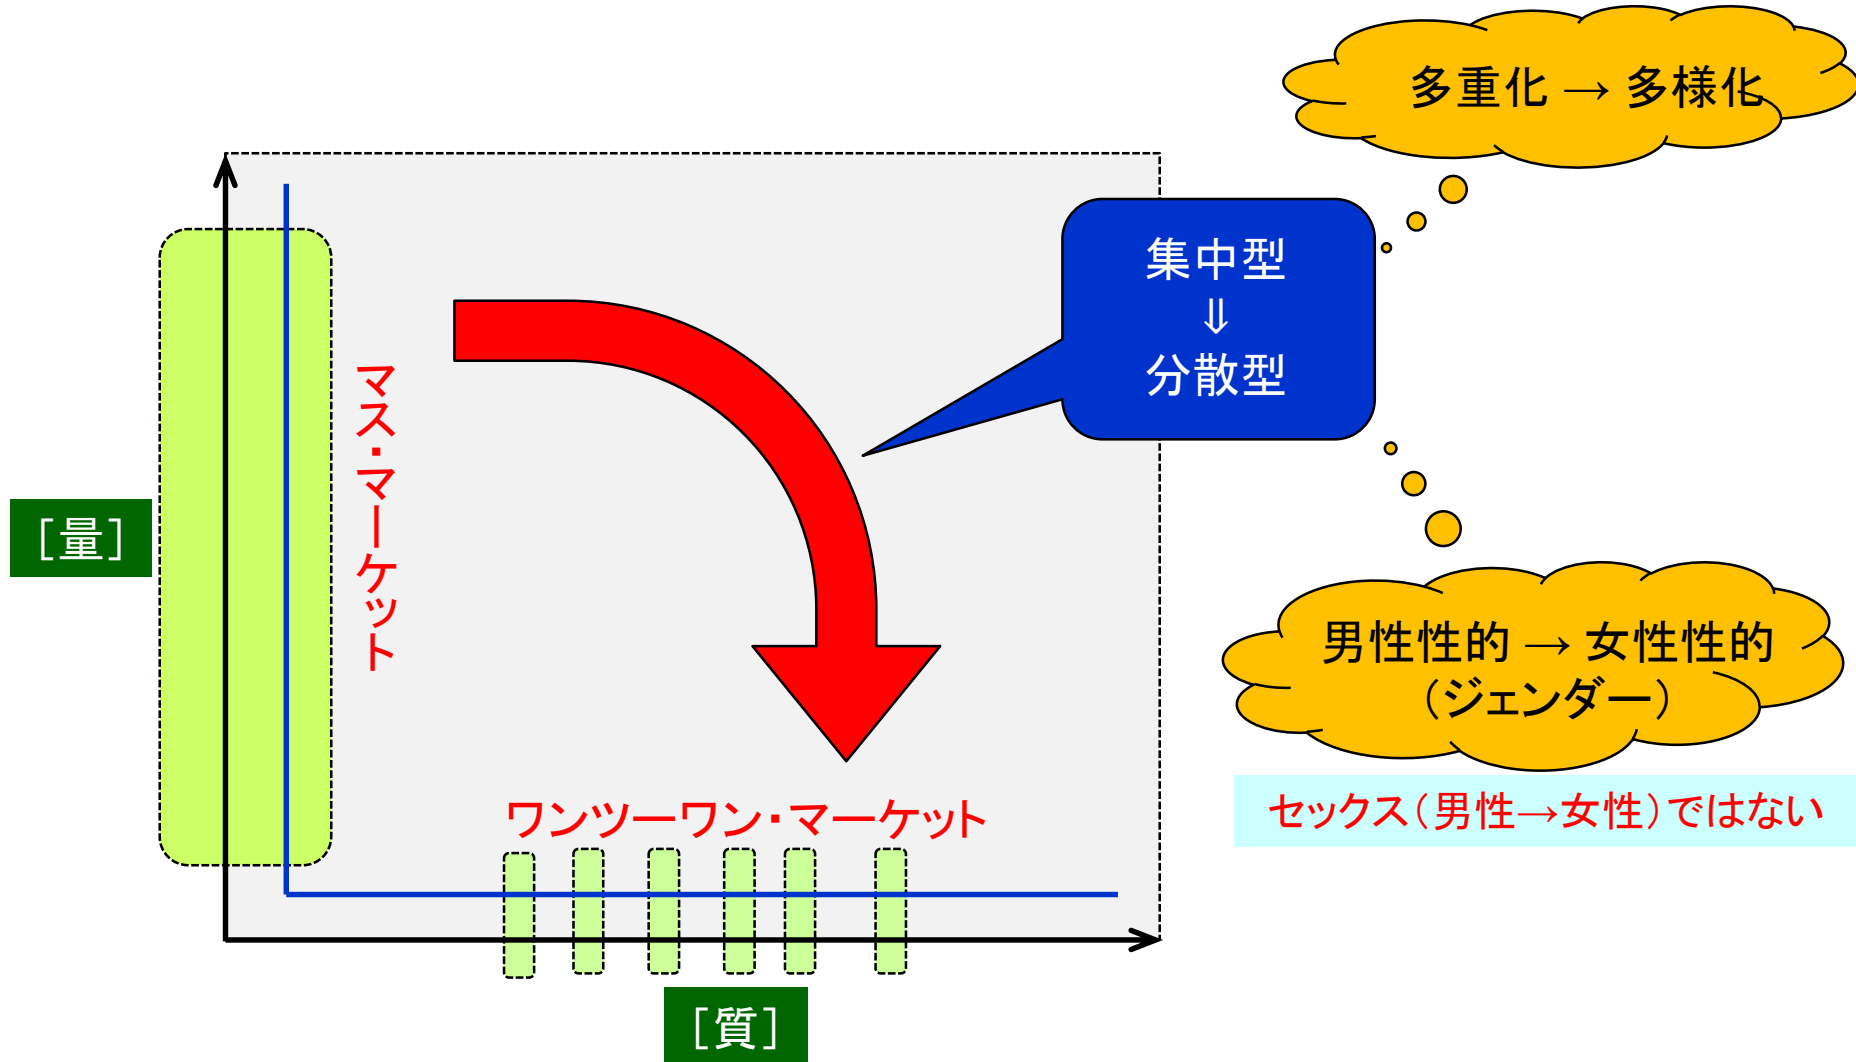 多重化 → 多様化
集中型
⇓
分散型
マス・マーケット
［量］
男性性的 → 女性性的
（ジェンダー）
セックス（男性→女性）ではない
ワンツーワン・マーケット
［質］